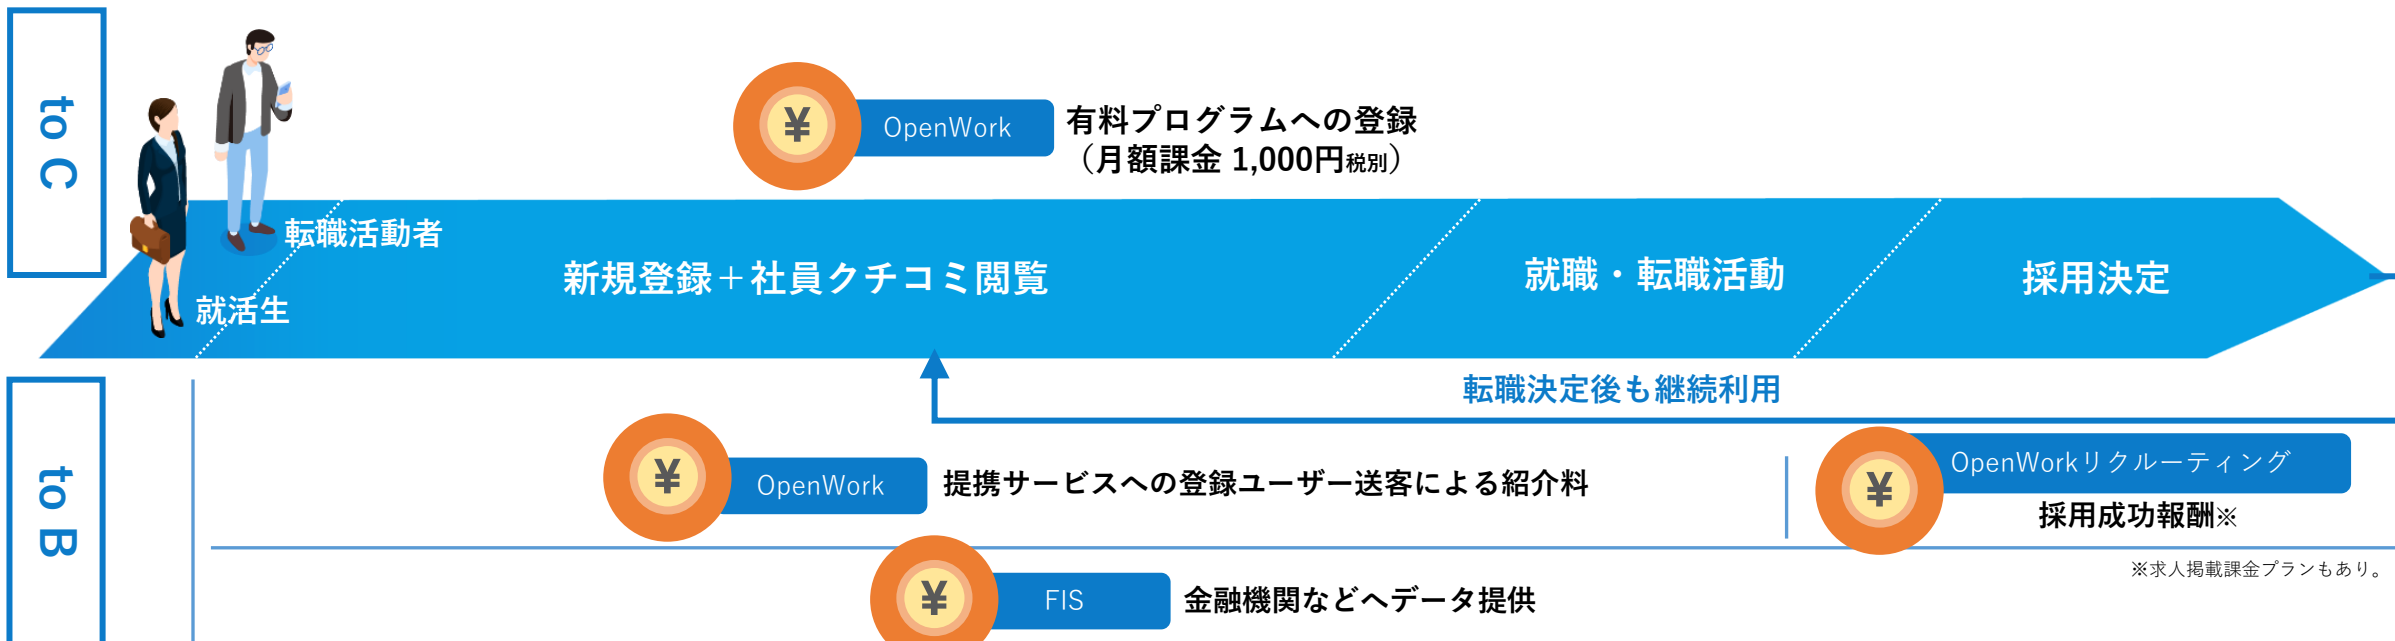 to C
¥
OpenWork
有料プログラムへの登録
（月額課金 1,000円税別）
転職活動者
就活生
新規登録＋社員クチコミ閲覧
就職・転職活動
採用決定
転職決定後も継続利用
to B
¥
OpenWork
提携サービスへの登録ユーザー送客による紹介料
¥
OpenWorkリクルーティング
採用成功報酬※
※求人掲載課金プランもあり。
¥
FIS
金融機関などへデータ提供